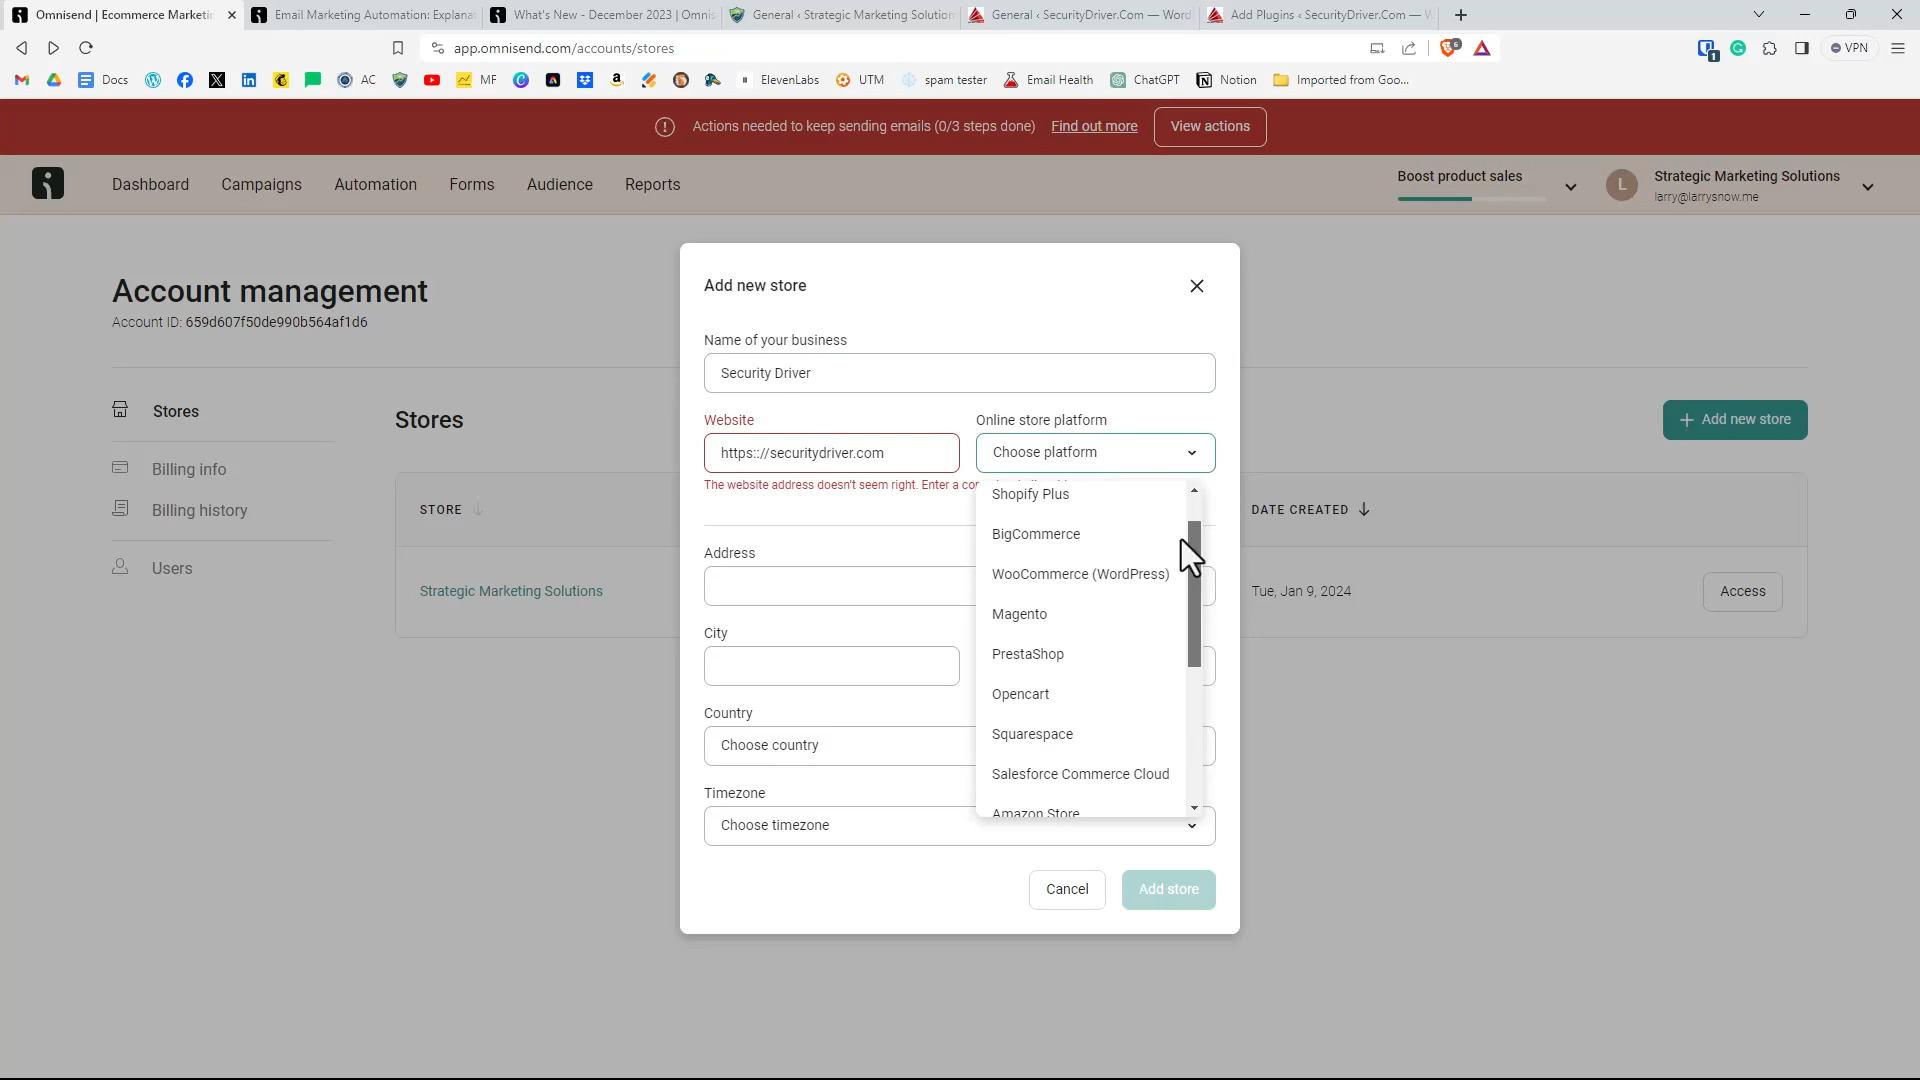 Omnisend | Ecommerce Marketin
Email Marketing Automation: Explana
What's New - December 2023 | Omnis
General ‹ Strategic Marketing Solution
General ‹ SecurityDriver.Com — Word
Add Plugins ‹ SecurityDriver.Com — W
app.omnisend.com/accounts/stores
6
1
VPN
Docs
AC
MF
ElevenLabs
UTM
spam tester
Email Health
ChatGPT
Notion
Imported from Goo...
Actions needed to keep sending emails (0/3 steps done) Find out more View actions
Dashboard Campaigns Automation Forms Audience Reports
Boost product sales
L
Strategic Marketing Solutions
larry@larrysnow.me
Account management
Account ID: 659d607f50de990b564af1d6
Stores
Billing info
Billing history
Users
Stores
Add new store
STORE
DATE CREATED
Strategic Marketing Solutions
Tue, Jan 9, 2024
Access
Add new store
Name of your business
Security Driver
Website
https:://securitydriver.com
The website address doesn't seem right. Enter a
Online store platform
Choose platform
Shopify Plus
BigCommerce
WooCommerce (WordPress)
Magento
PrestaShop
Opencart
Squarespace
Salesforce Commerce Cloud
Amazon Store
Address
City
Country
Choose country
Timezone
Choose timezone
Cancel
Add store